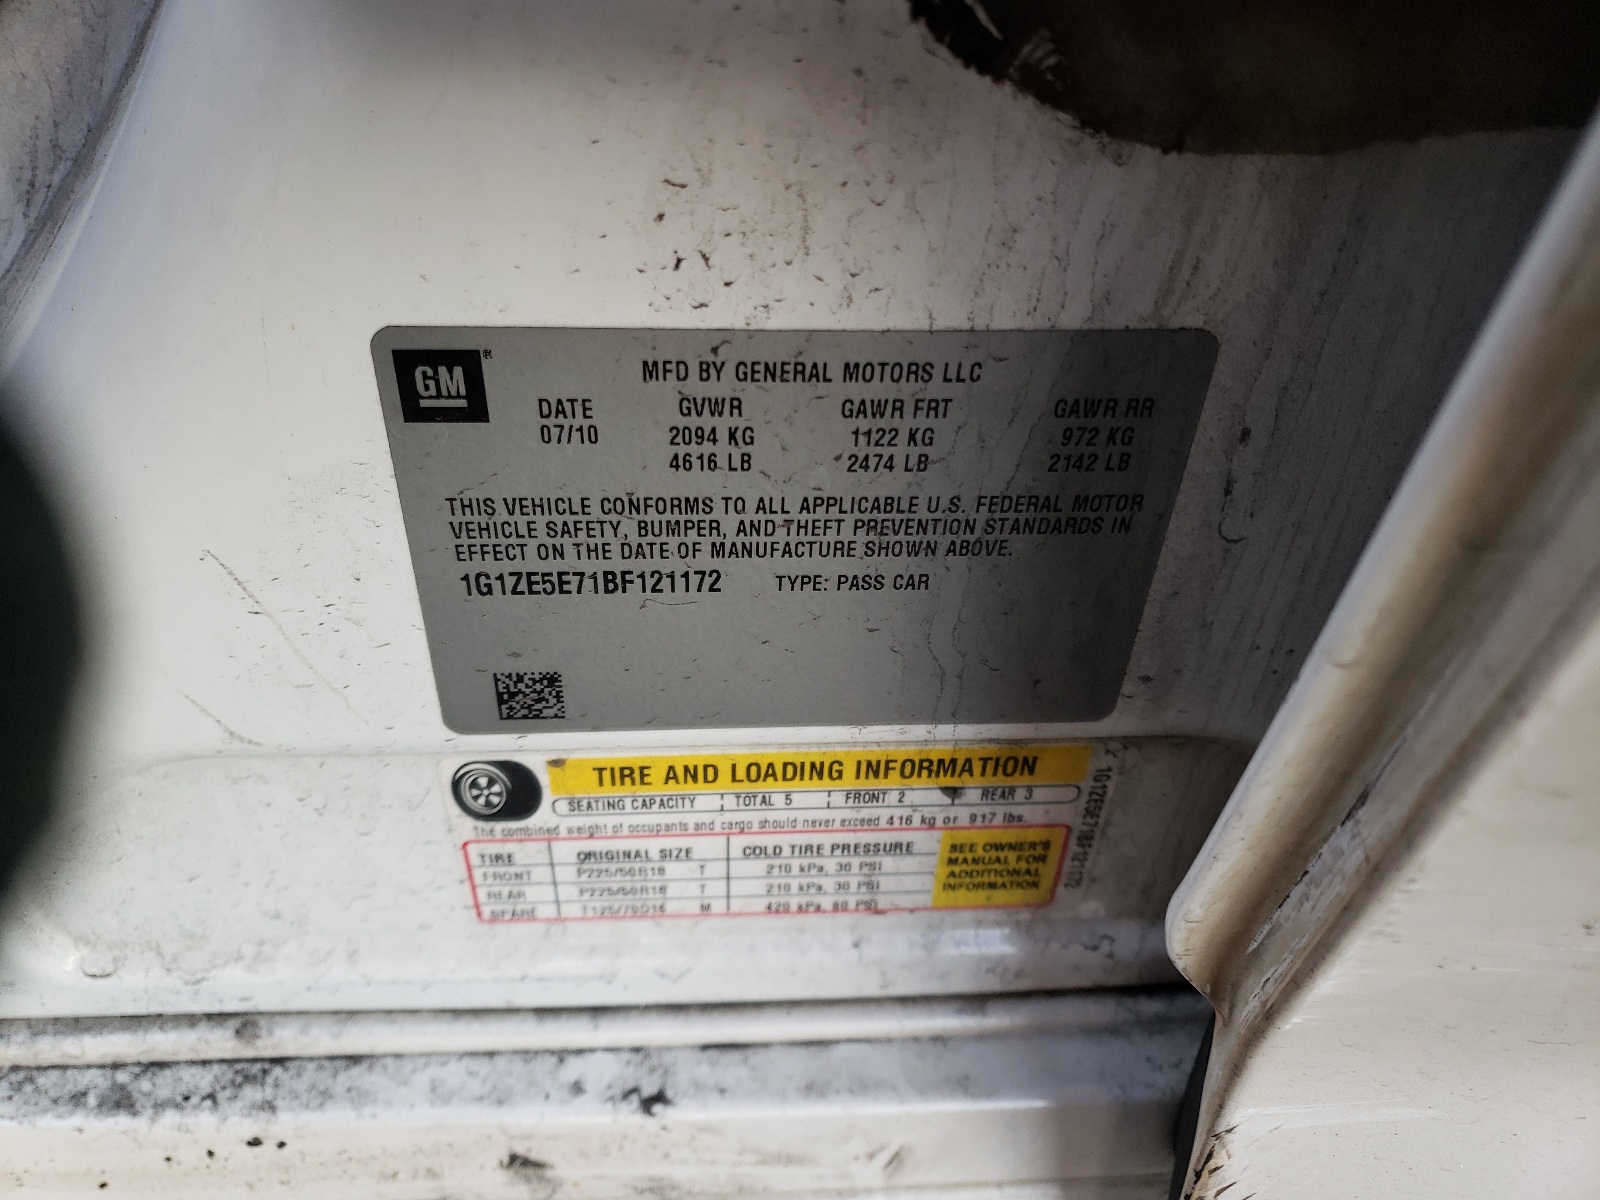 GM®
MFD BY GENERAL MOTORS LLC
DATE GVWR GAWR FRT GAWR RR
07/10 2094 KG 1122 KG 972 KG
4616 LB 2474 LB 2142 LB
THIS VEHICLE CONFORMS TO ALL APPLICABLE U.S. FEDERAL MOTOR
VEHICLE SAFETY, BUMPER, AND THEFT PREVENTION STANDARDS IN
EFFECT ON THE DATE OF MANUFACTURE SHOWN ABOVE.
1G1ZE5E71BF121172 TYPE: PASS CAR
TIRE AND LOADING INFORMATION
SEATING CAPACITY TOTAL 5 FRONT 2 REAR 3
The combined weight of occupants and cargo should never exceed 416 kg or 917 lbs.
TIRE ORIGINAL SIZE COLD TIRE PRESSURE
FRONT P225/50R18 T 210 kPa, 30 PSI
REAR P225/50R18 T 210 kPa, 30 PSI
SPARE T125/70D16 M 420 kPa, 60 PSI
SEE OWNER'S
MANUAL FOR
ADDITIONAL
INFORMATION
1G1ZE5E71BF121172